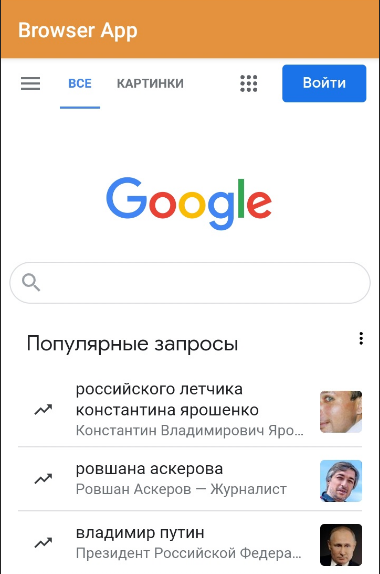 Browser App
ВСЕ КАРТИНКИ Войти
Google
Популярные запросы
российского летчика
константина ярошенко
Константин Владимирович Яро...
ровшана аскерова
Ровшан Аскеров — Журналист
владимир путин
Президент Российской Федера...